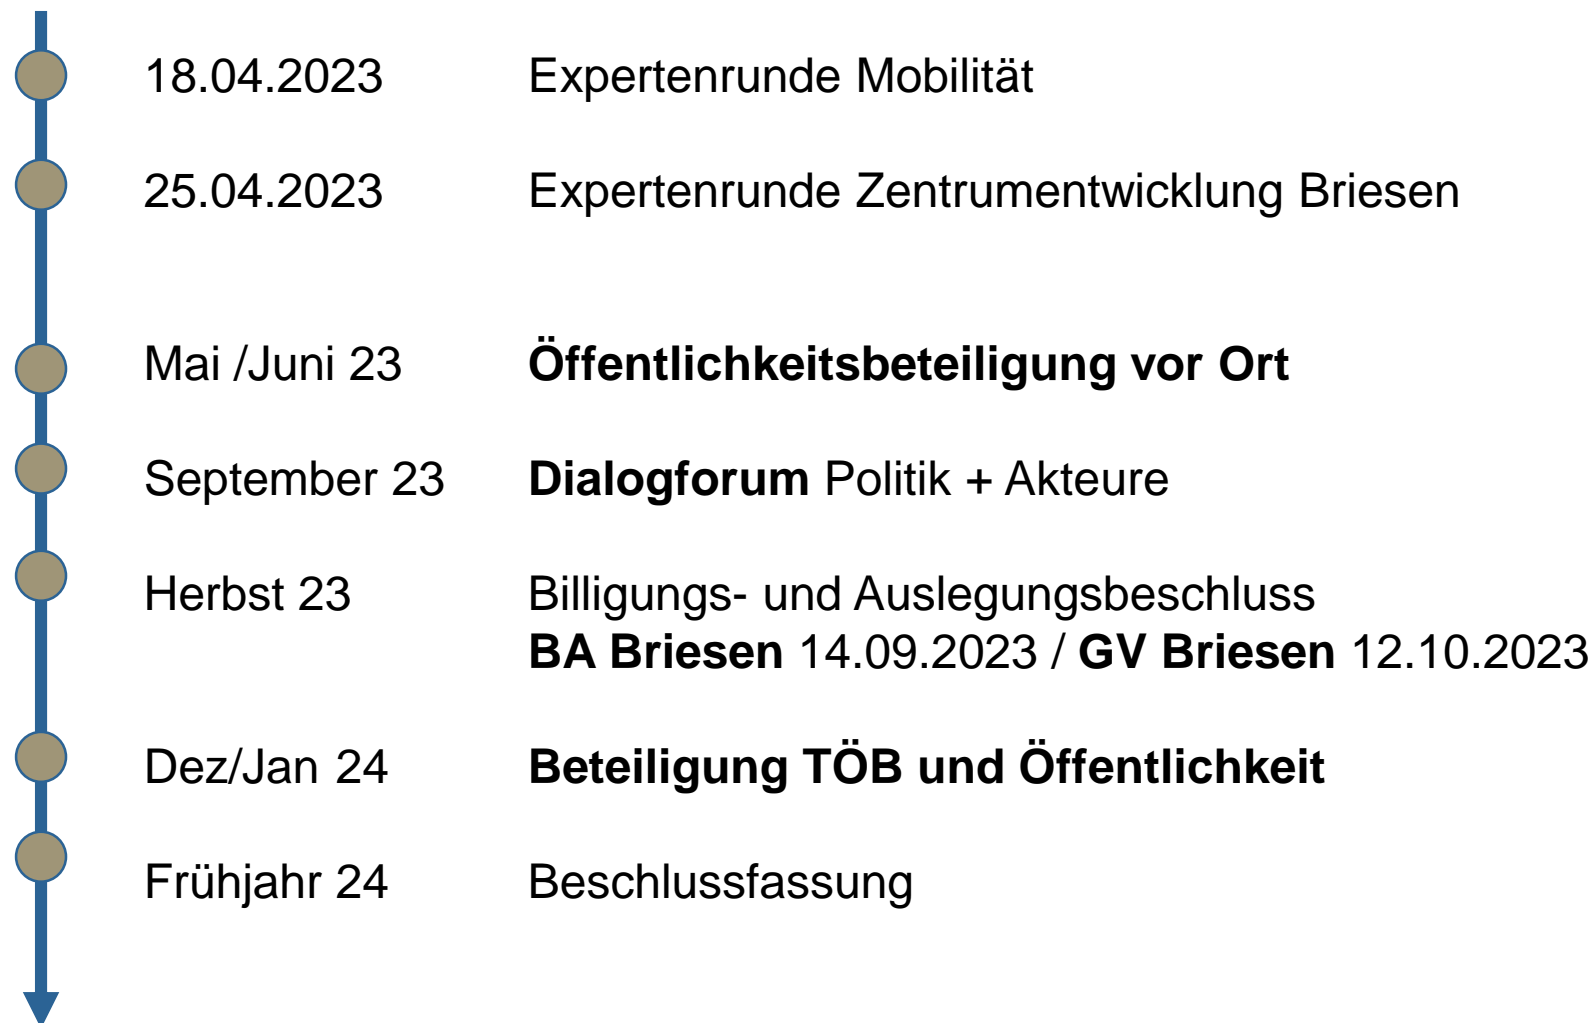 18.04.2023 Expertenrunde Mobilität
25.04.2023 Expertenrunde Zentrumentwicklung Briesen
Mai /Juni 23 Öffentlichkeitsbeteiligung vor Ort
September 23 Dialogforum Politik + Akteure
Herbst 23 Billigungs- und Auslegungsbeschluss
BA Briesen 14.09.2023 / GV Briesen 12.10.2023
Dez/Jan 24 Beteiligung TÖB und Öffentlichkeit
Frühjahr 24 Beschlussfassung